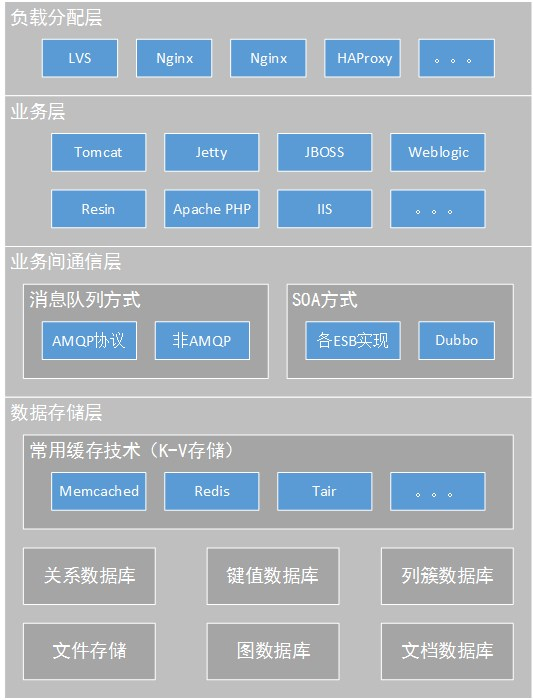 负载分配层
LVS
Nginx
Nginx
HAProxy
。。。
业务层
Tomcat
Jetty
JBOSS
Weblogic
Resin
Apache PHP
IIS
。。。
业务间通信层
消息队列方式
AMQP协议
非AMQP
SOA方式
各ESB实现
Dubbo
数据存储层
常用缓存技术（K-V存储）
Memcached
Redis
Tair
。。。
关系数据库
键值数据库
列簇数据库
文件存储
图数据库
文档数据库